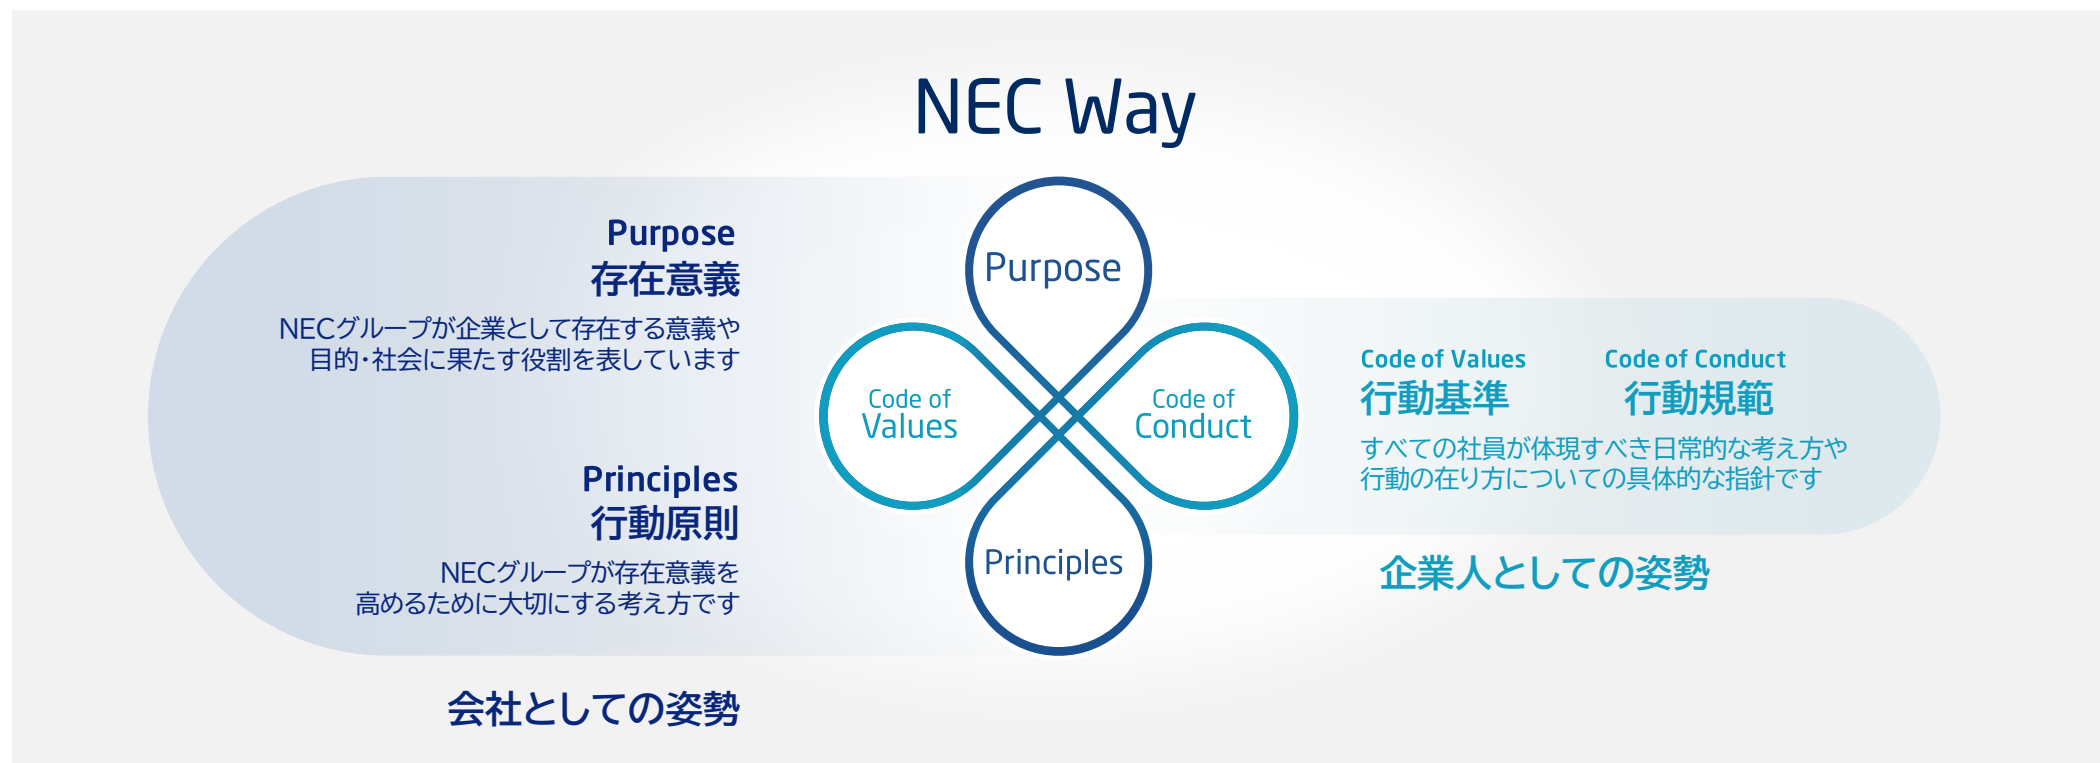 NEC Way
Purpose
存在意義
NECグループが企業として存在する意義や
目的・社会に果たす役割を表しています
Principles
行動原則
NECグループが存在意義を
高めるために大切にする考え方です
会社としての姿勢
Purpose
Code of
Values
Code of
Conduct
Principles
Code of Values
行動基準
Code of Conduct
行動規範
すべての社員が体現すべき日常的な考え方や
行動の在り方についての具体的な指針です
企業人としての姿勢